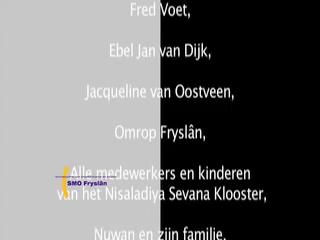 Fred Voet,
Ebel Jan van Dijk,
Jacqueline van Oostveen,
Omrop Fryslân,
Alle medewerkers en kinderen
SMO Fryslân
van het Nisaladiya Sevana Klooster,
Nuwan en zijn familie,